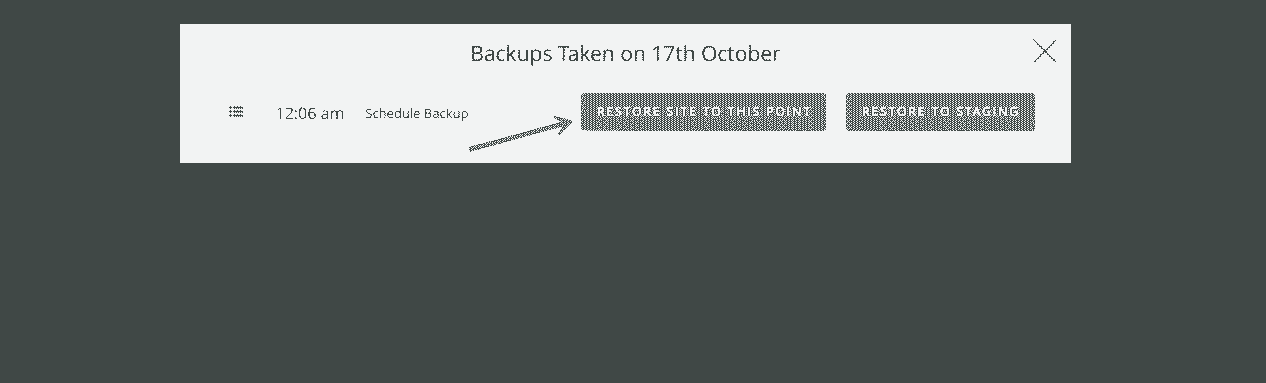 Backups Taken on 17th October
12:06 am Schedule Backup RESTORE SITE TO THIS POINT RESTORE TO STAGING